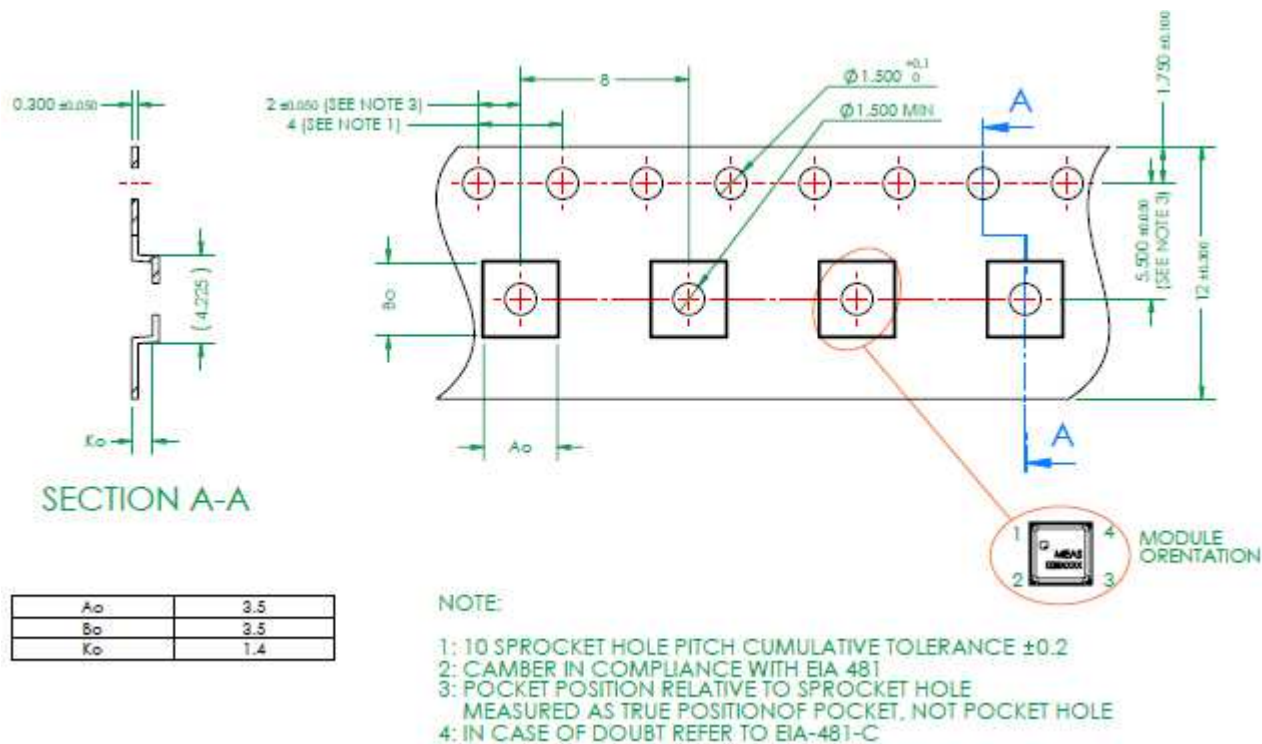 0.300 ±0.050
2 ±0.050 (SEE NOTE 3)
4 (SEE NOTE 1)
8
Ø1.500 +0.1 0
Ø1.500 MIN
A
1.750 ±0.100
5.500 ±0.050
(SEE NOTE 3)
12 ±0.300
(4.225)
Bo
Ko
Ao
A
SECTION A-A
1
4
MEAS
2
3
MODULE
ORENTATION
Ao 3.5
Bo 3.5
Ko 1.4
NOTE:
1: 10 SPROCKET HOLE PITCH CUMULATIVE TOLERANCE ±0.2
2: CAMBER IN COMPLIANCE WITH EIA 481
3: POCKET POSITION RELATIVE TO SPROCKET HOLE
MEASURED AS TRUE POSITIONOF POCKET, NOT POCKET HOLE
4: IN CASE OF DOUBT REFER TO EIA-481-C